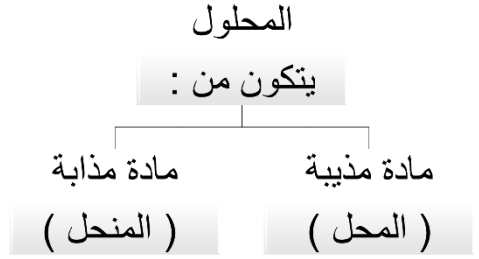 المحلول
يتكون من :
مادة مذيبة
( المحل )
مادة مذابة
( المنحل )